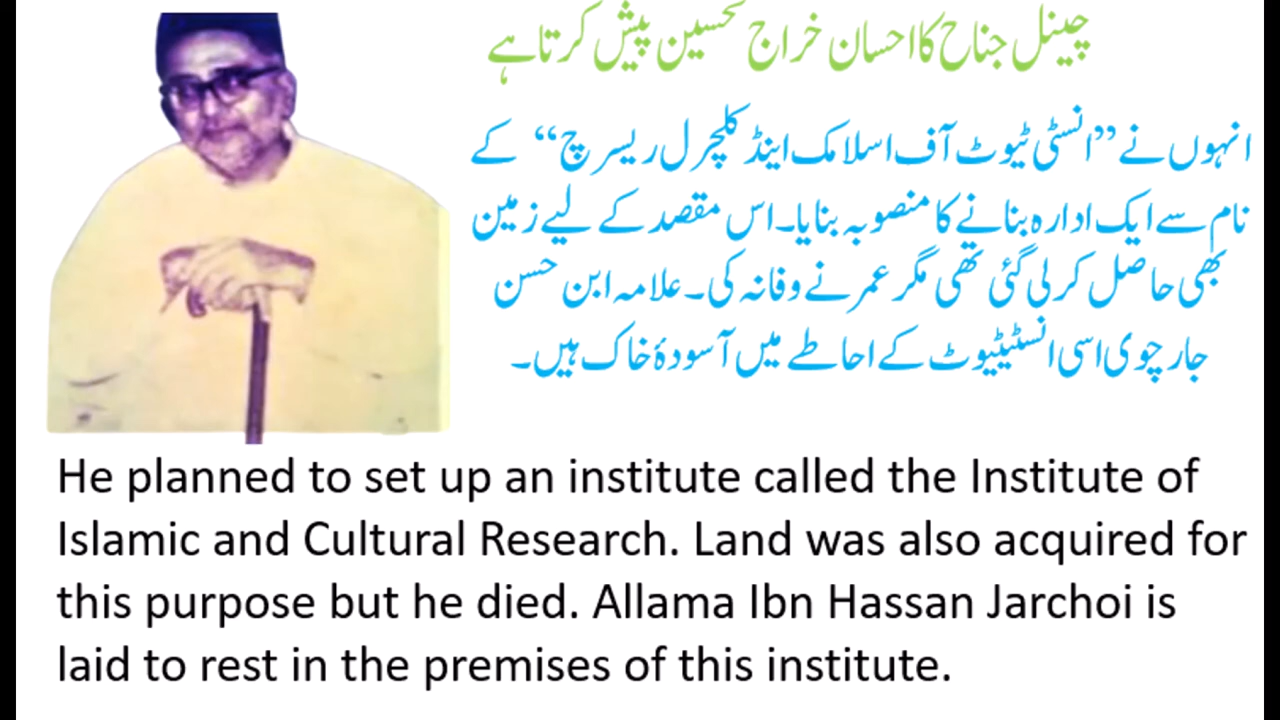 چینل جناح کا احسان خراج تحسین پیش کرتا ہے
انہوں نے ”انسٹی ٹیوٹ آف اسلامک اینڈ کلچرل ریسرچ“ کے
نام سے ایک ادارہ بنانے کا منصوبہ بنایا۔ اس مقصد کے لیے زمین
بھی حاصل کر لی گئی تھی مگر عمر نے وفا نہ کی۔ علامہ ابن حسن
جارچوی اسی انسٹیٹیوٹ کے احاطے میں آسودۂ خاک ہیں۔
He planned to set up an institute called the Institute of
Islamic and Cultural Research. Land was also acquired for
this purpose but he died. Allama Ibn Hassan Jarchoi is
laid to rest in the premises of this institute.